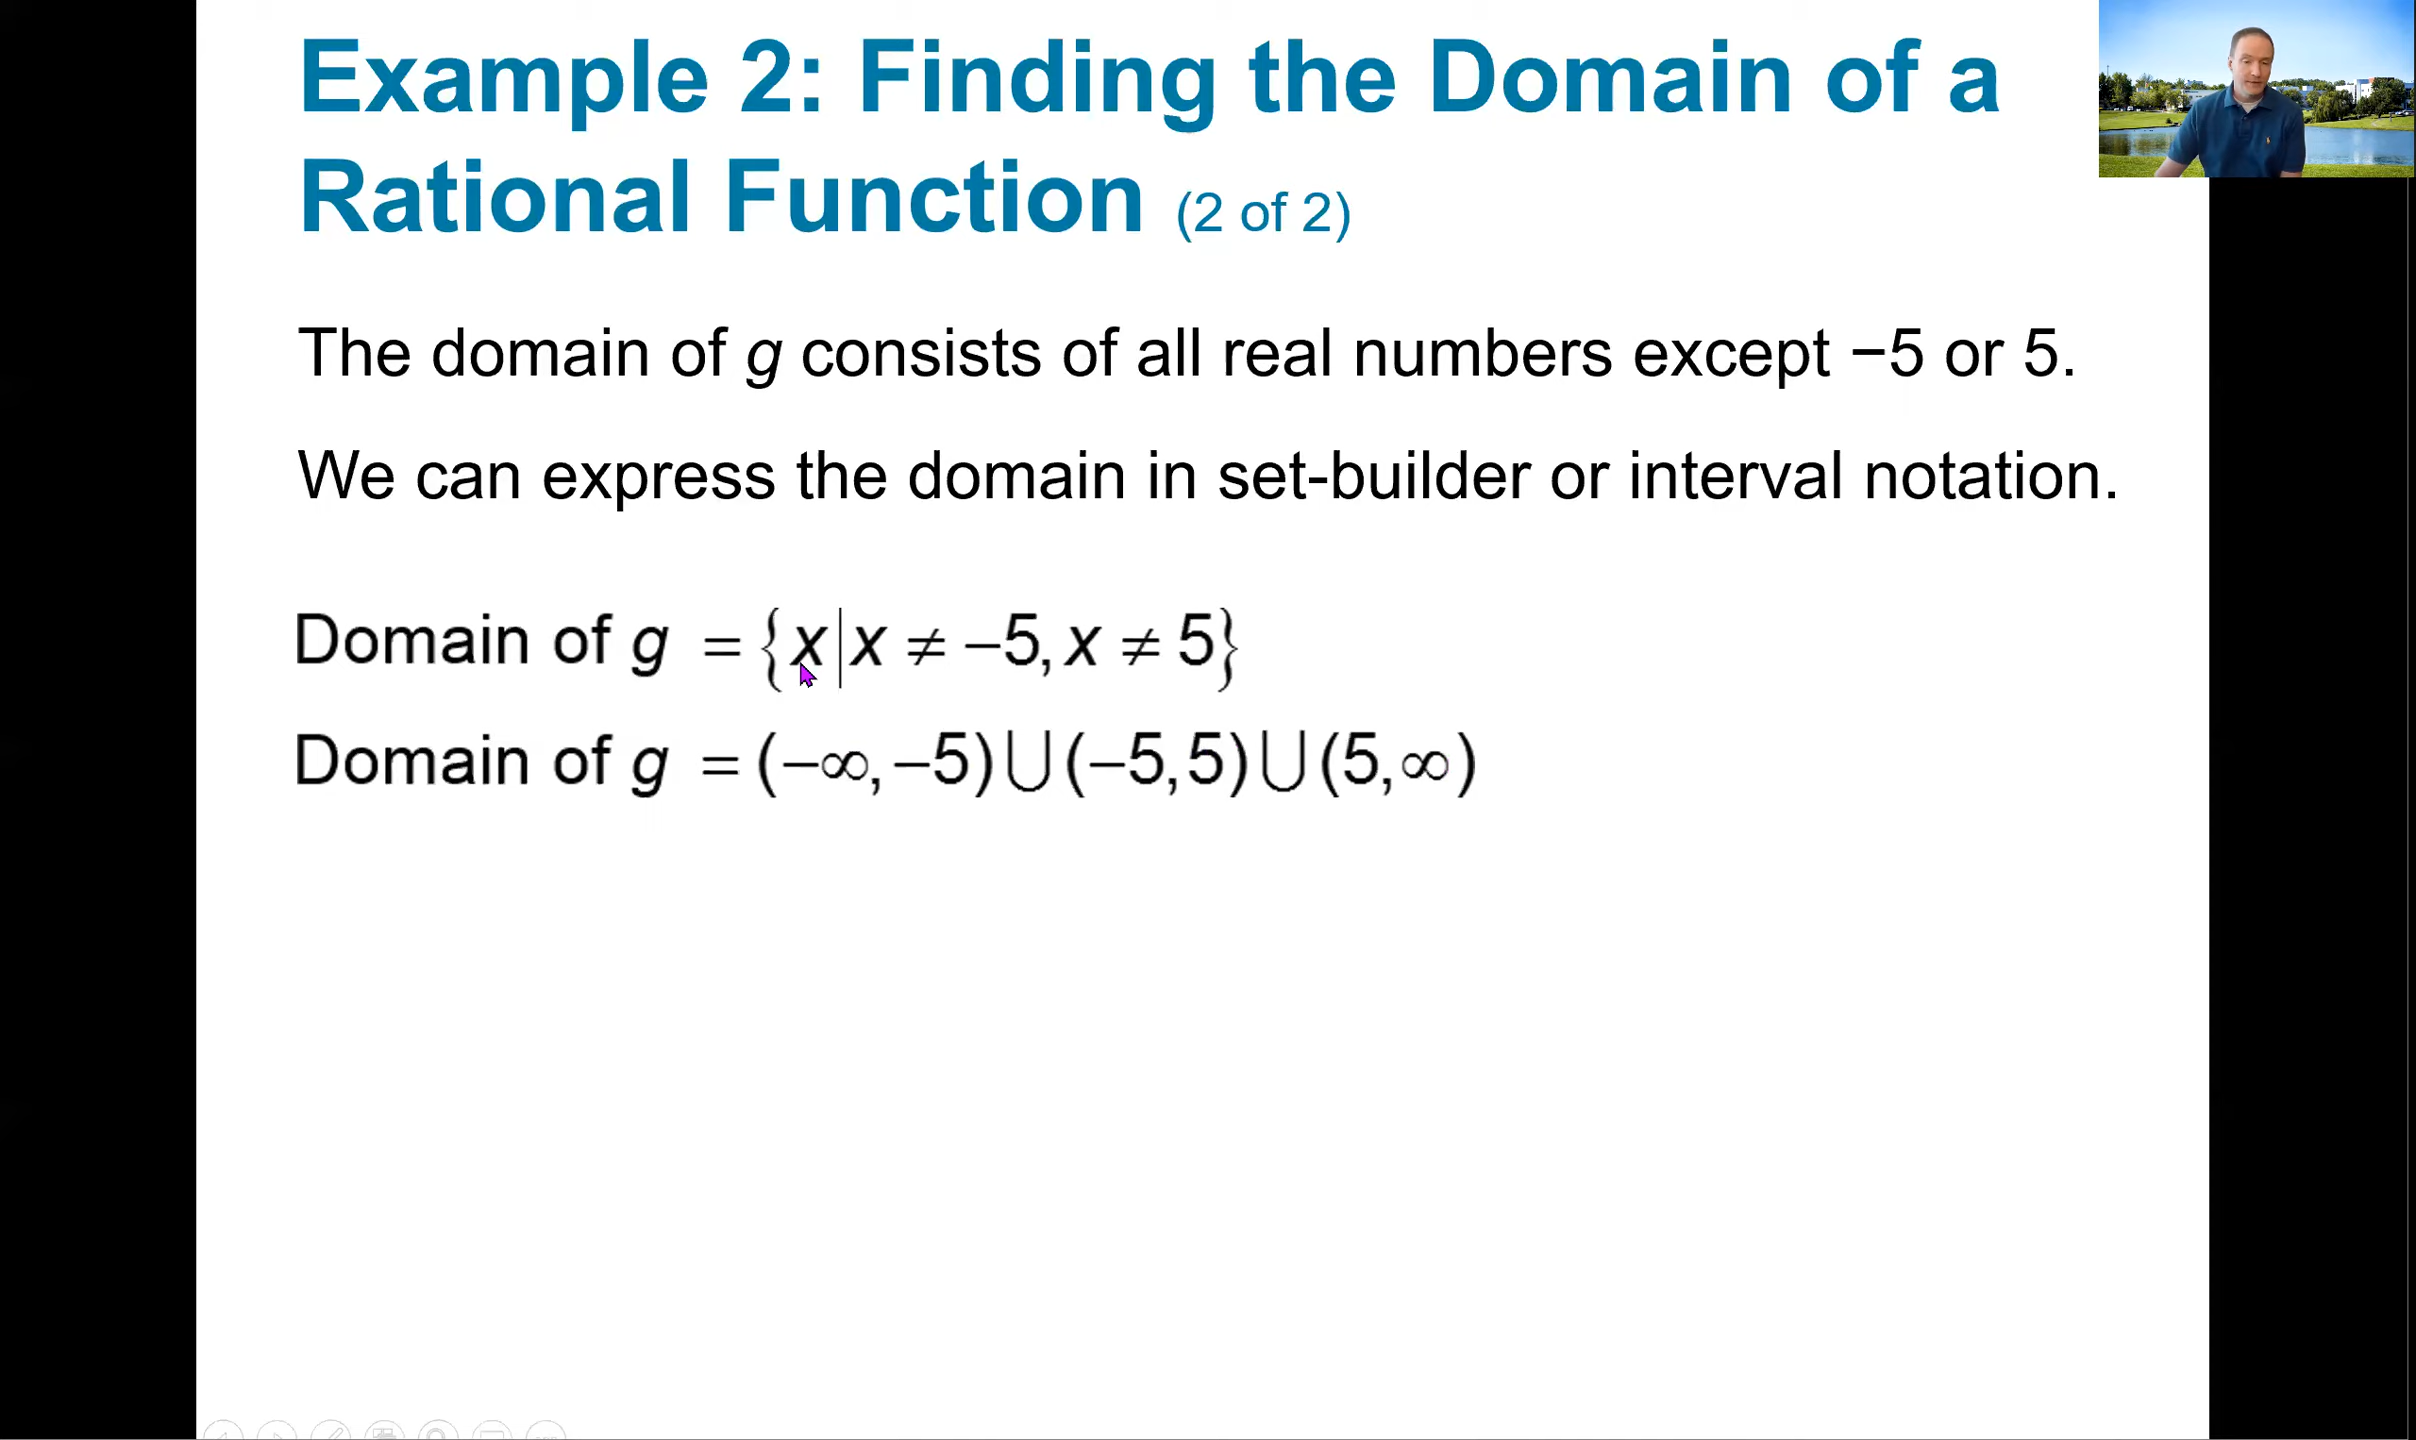 Example 2: Finding the Domain of a
Rational Function (2 of 2)
The domain of g consists of all real numbers except −5 or 5.
We can express the domain in set-builder or interval notation.
Domain of g = {x|x ≠ −5, x ≠ 5}
Domain of g = (−∞, −5)⋃(−5,5)⋃(5,∞)